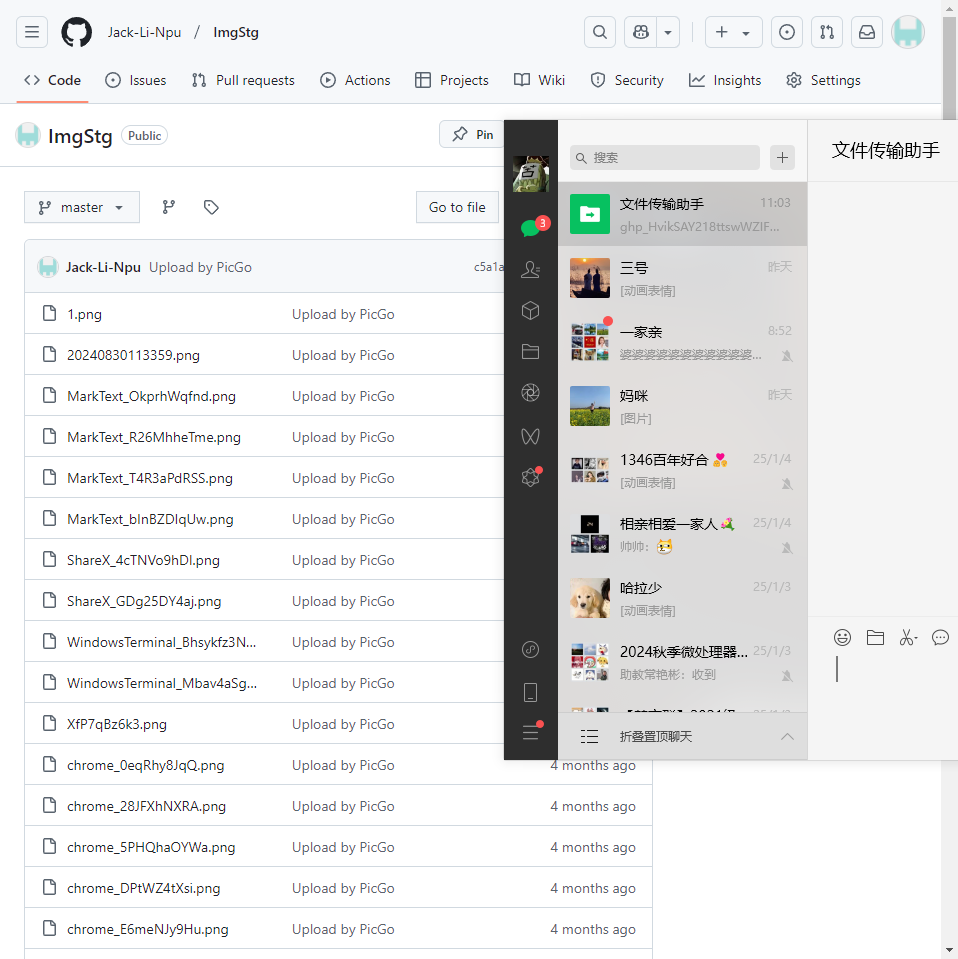 Jack-Li-Npu / ImgStg
Code Issues Pull requests Actions Projects Wiki Security Insights Settings
ImgStg Public Pin
master Go to file
Jack-Li-Npu Upload by PicGo c5a1a
1.png Upload by PicGo
20240830113359.png Upload by PicGo
MarkText_OkprhWqfnd.png Upload by PicGo
MarkText_R26MhheTme.png Upload by PicGo
MarkText_T4R3aPdRSS.png Upload by PicGo
MarkText_bInBZDIqUw.png Upload by PicGo
ShareX_4cTNVo9hDI.png Upload by PicGo
ShareX_GDg25DY4aj.png Upload by PicGo
WindowsTerminal_Bhsykfz3N... Upload by PicGo
WindowsTerminal_Mbav4aSg... Upload by PicGo
XfP7qBz6k3.png Upload by PicGo
chrome_0eqRhy8JqQ.png Upload by PicGo 4 months ago
chrome_28JFXhNXRA.png Upload by PicGo 4 months ago
chrome_5PHQhaOYWa.png Upload by PicGo 4 months ago
chrome_DPtWZ4tXsi.png Upload by PicGo 4 months ago
chrome_E6meNJy9Hu.png Upload by PicGo 4 months ago
3
搜索
文件传输助手 11:03
ghp_HvikSAY218ttswWZIF...
三号 昨天
[动画表情]
一家亲 8:52
婆婆婆婆婆婆婆婆婆婆婆...
妈咪 昨天
[图片]
1346百年好合 25/1/4
[动画表情]
相亲相爱一家人 25/1/4
帅帅：
哈拉少 25/1/3
[动画表情]
2024秋季微处理器... 25/1/3
助教常艳彬：收到
折叠置顶聊天
文件传输助手